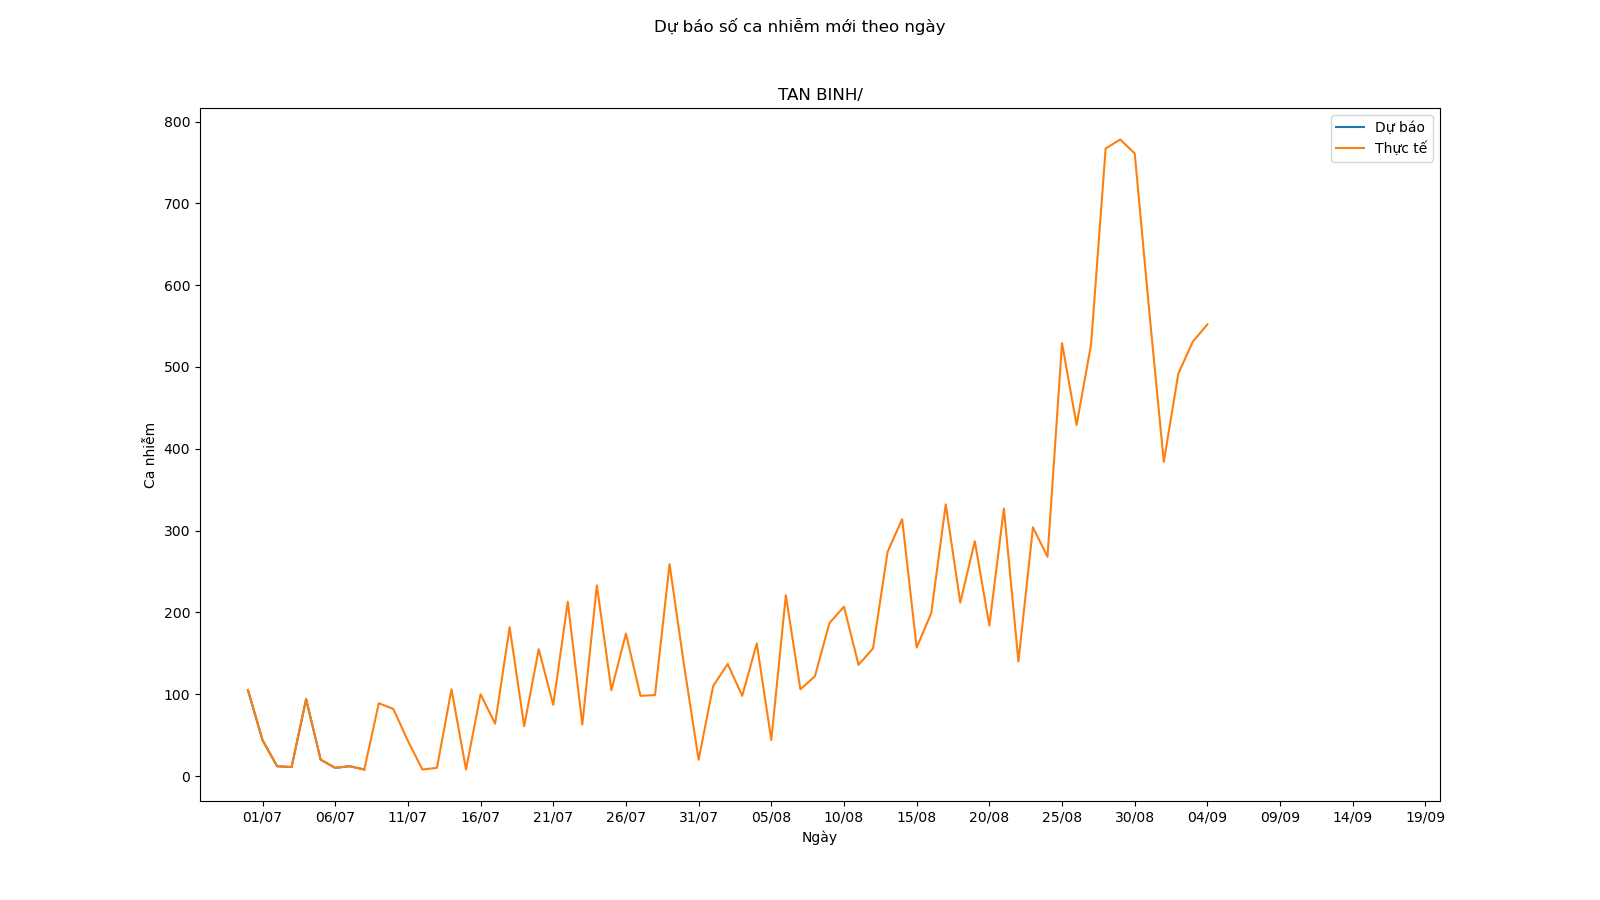 Dự báo số ca nhiễm mới theo ngày
TAN BINH/
Dự báo
Thực tế
800
700
600
500
400
300
200
100
0
Ca nhiễm
01/07 06/07 11/07 16/07 21/07 26/07 31/07 05/08 10/08 15/08 20/08 25/08 30/08 04/09 09/09 14/09 19/09
Ngày